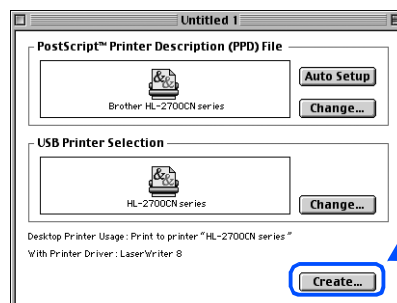 Untitled 1
PostScript™ Printer Description (PPD) File
Auto Setup
Brother HL-2700CN series
Change...
USB Printer Selection
HL-2700CN series
Change...
Desktop Printer Usage : Print to printer “HL-2700CN series ”
With Printer Driver : LaserWriter 8
Create...